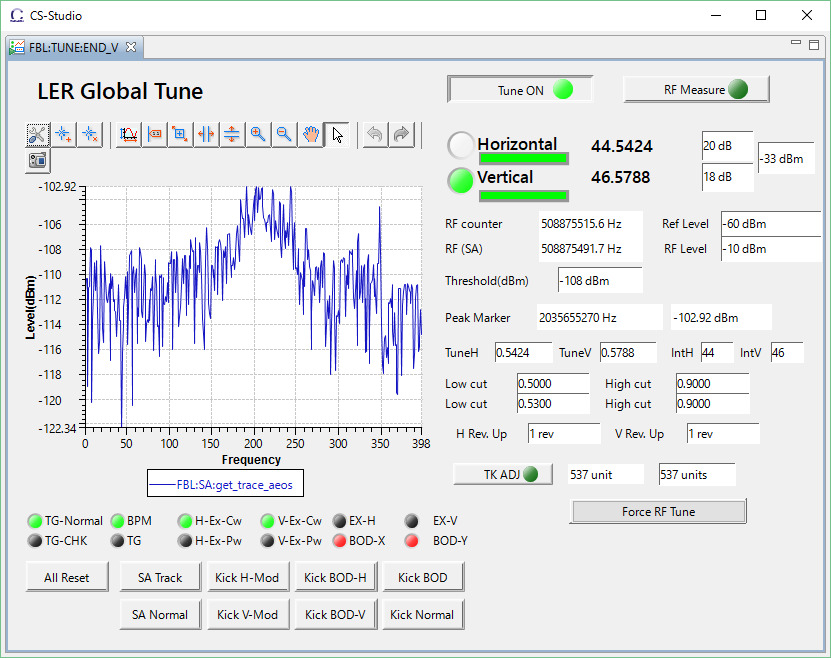 CS-Studio
FBL:TUNE:END_V
LER Global Tune
Tune ON
RF Measure
Horizontal 44.5424 20 dB
-33 dBm
Vertical 46.5788 18 dB
RF counter 508875515.6 Hz Ref Level -60 dBm
RF (SA) 508875491.7 Hz RF Level -10 dBm
Threshold(dBm) -108 dBm
Peak Marker 2035655270 Hz -102.92 dBm
TuneH 0.5424 TuneV 0.5788 IntH 44 IntV 46
Low cut 0.5000 High cut 0.9000
Low cut 0.5300 High cut 0.9000
H Rev. Up 1 rev V Rev. Up 1 rev
TK ADJ 537 unit 537 units
Force RF Tune
-102.92
-106
-108
-110
-112
-114
-116
-118
-120
-122.34
Level(dBm)
0 50 100 150 200 250 300 350 398
Frequency
FBL:SA:get_trace_aeos
TG-Normal BPM H-Ex-Cw V-Ex-Cw EX-H EX-V
TG-CHK TG H-Ex-Pw V-Ex-Pw BOD-X BOD-Y
All Reset SA Track Kick H-Mod Kick BOD-H Kick BOD
SA Normal Kick V-Mod Kick BOD-V Kick Normal